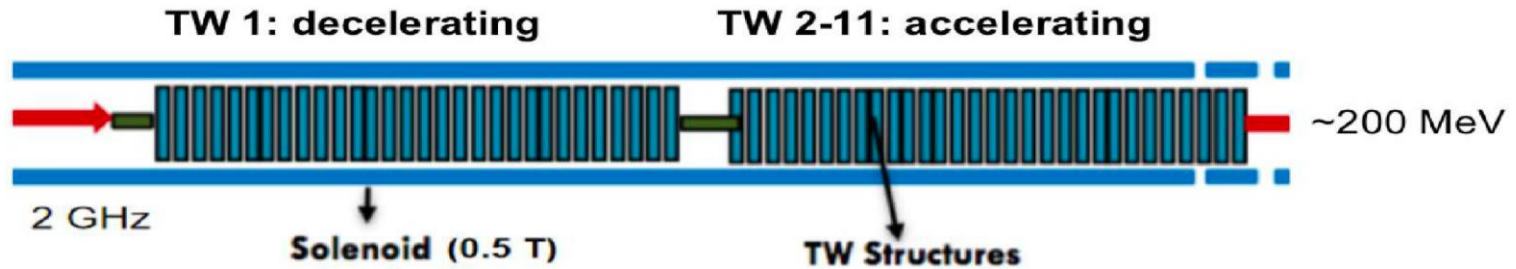 TW 1: decelerating
TW 2-11: accelerating
~200 MeV
2 GHz
Solenoid (0.5 T)
TW Structures